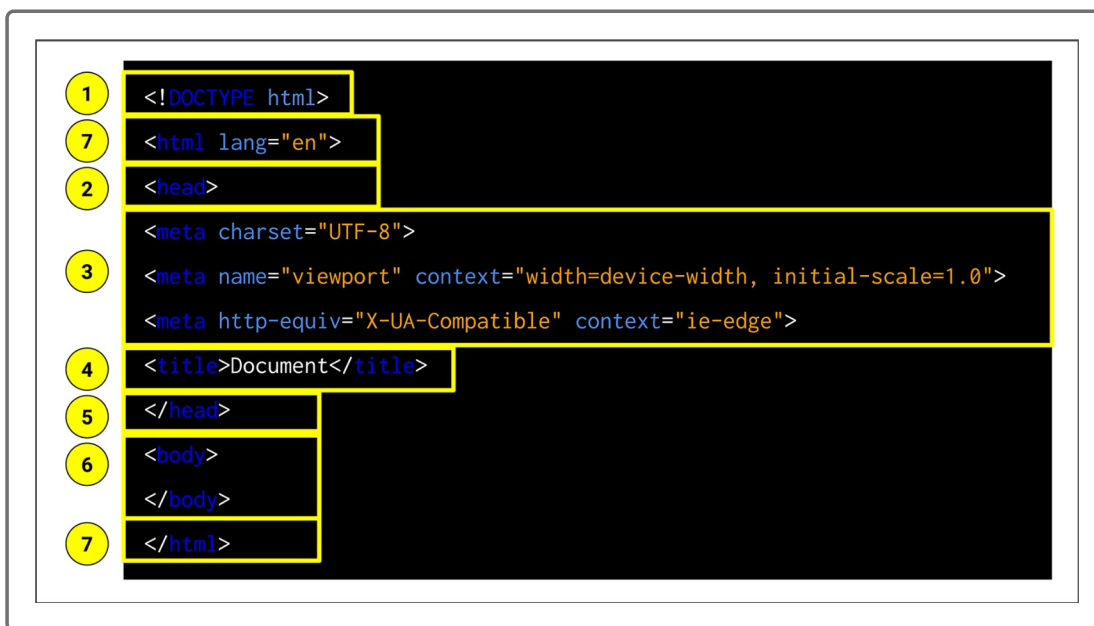 1 <!DOCTYPE html>
7 <html lang="en">
2 <head>
<meta charset="UTF-8">
3 <meta name="viewport" context="width=device-width, initial-scale=1.0">
<meta http-equiv="X-UA-Compatible" context="ie-edge">
4 <title>Document</title>
5 </head>
6 <body>
</body>
7 </html>